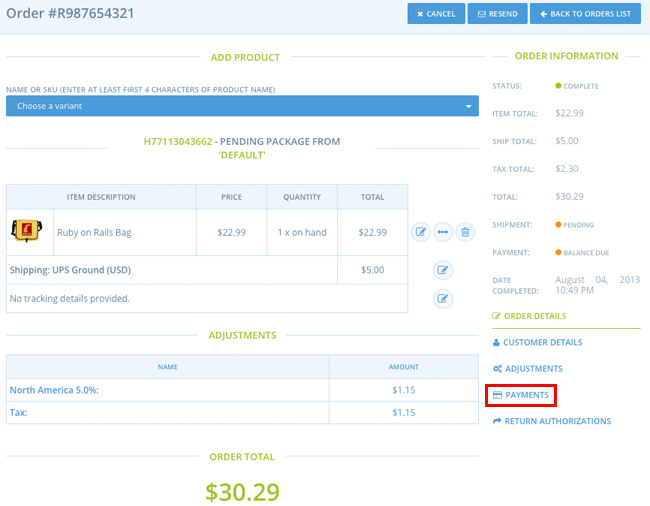 Order #R987654321
CANCEL
RESEND
BACK TO ORDERS LIST
ADD PRODUCT
NAME OR SKU (ENTER AT LEAST FIRST 4 CHARACTERS OF PRODUCT NAME)
Choose a variant
H77113043662 - PENDING PACKAGE FROM
'DEFAULT'
ITEM DESCRIPTION PRICE QUANTITY TOTAL
Ruby on Rails Bag $22.99 1 x on hand $22.99
Shipping: UPS Ground (USD) $5.00
No tracking details provided.
ADJUSTMENTS
NAME AMOUNT
North America 5.0%: $1.15
Tax: $1.15
ORDER TOTAL
$30.29
ORDER INFORMATION
STATUS: COMPLETE
ITEM TOTAL: $22.99
SHIP TOTAL: $5.00
TAX TOTAL: $2.30
TOTAL: $30.29
SHIPMENT: PENDING
PAYMENT: BALANCE DUE
DATE COMPLETED: August 04, 2013 10:49 PM
ORDER DETAILS
CUSTOMER DETAILS
ADJUSTMENTS
PAYMENTS
RETURN AUTHORIZATIONS